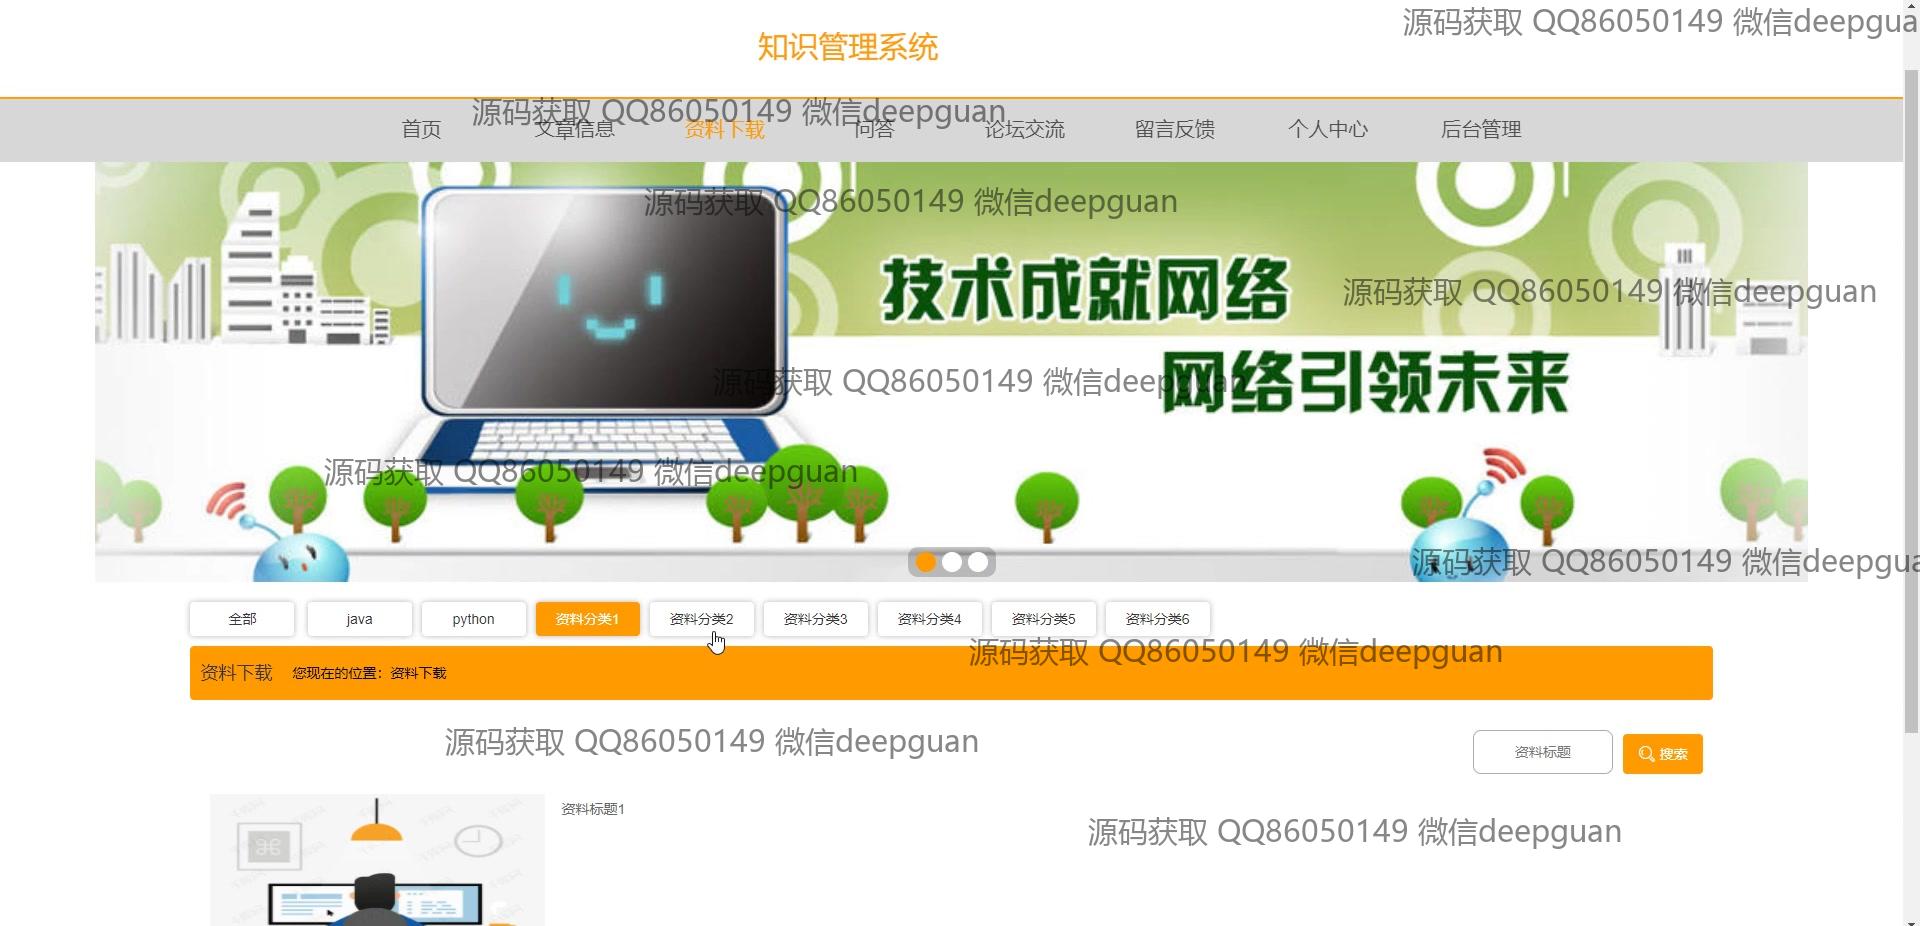 源码获取 QQ86050149 微信deepgua
知识管理系统
源码获取 QQ86050149 微信deepguan
首页 文章信息 资料下载 问答 论坛交流 留言反馈 个人中心 后台管理
源码获取 QQ86050149 微信deepguan
技术成就网络
源码获取 QQ86050149 微信deepguan
网络引领未来
源码获取 QQ86050149 微信deepguan
源码获取 QQ86050149 微信deepguan
源码获取 QQ86050149 微信deepgua
全部 java python 资料分类1 资料分类2 资料分类3 资料分类4 资料分类5 资料分类6
源码获取 QQ86050149 微信deepguan
资料下载 您现在的位置：资料下载
源码获取 QQ86050149 微信deepguan
资料标题 搜索
资料标题1
源码获取 QQ86050149 微信deepguan